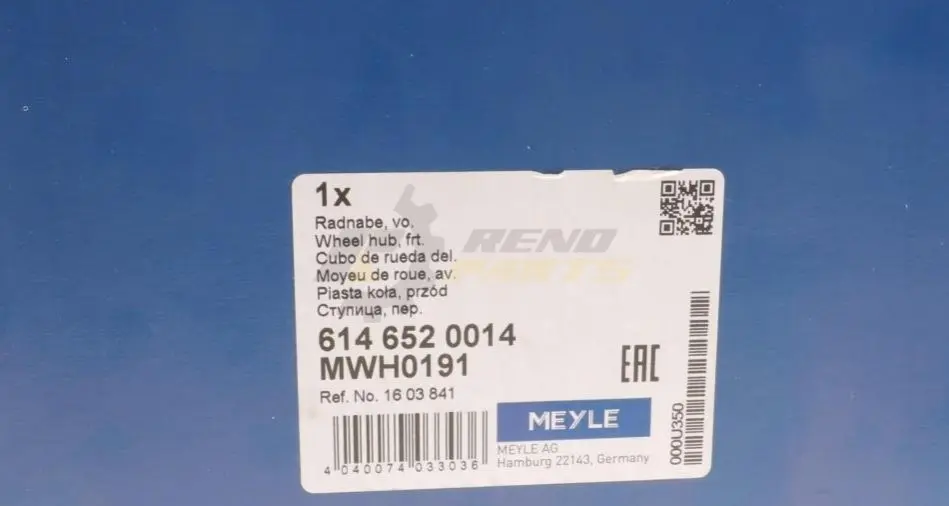 1x
Radnabe, vo.
Wheel hub, frt.
Cubo de rueda del.
Moyeu de roue, av.
Piasta koła, przód
Ступица, пер.
RENO
PARTS
614 652 0014
MWH0191
EAC
Ref. No. 16 03 841
MEYLE
MEYLE AG
Hamburg 22143, Germany
4 040074 033036
000U350